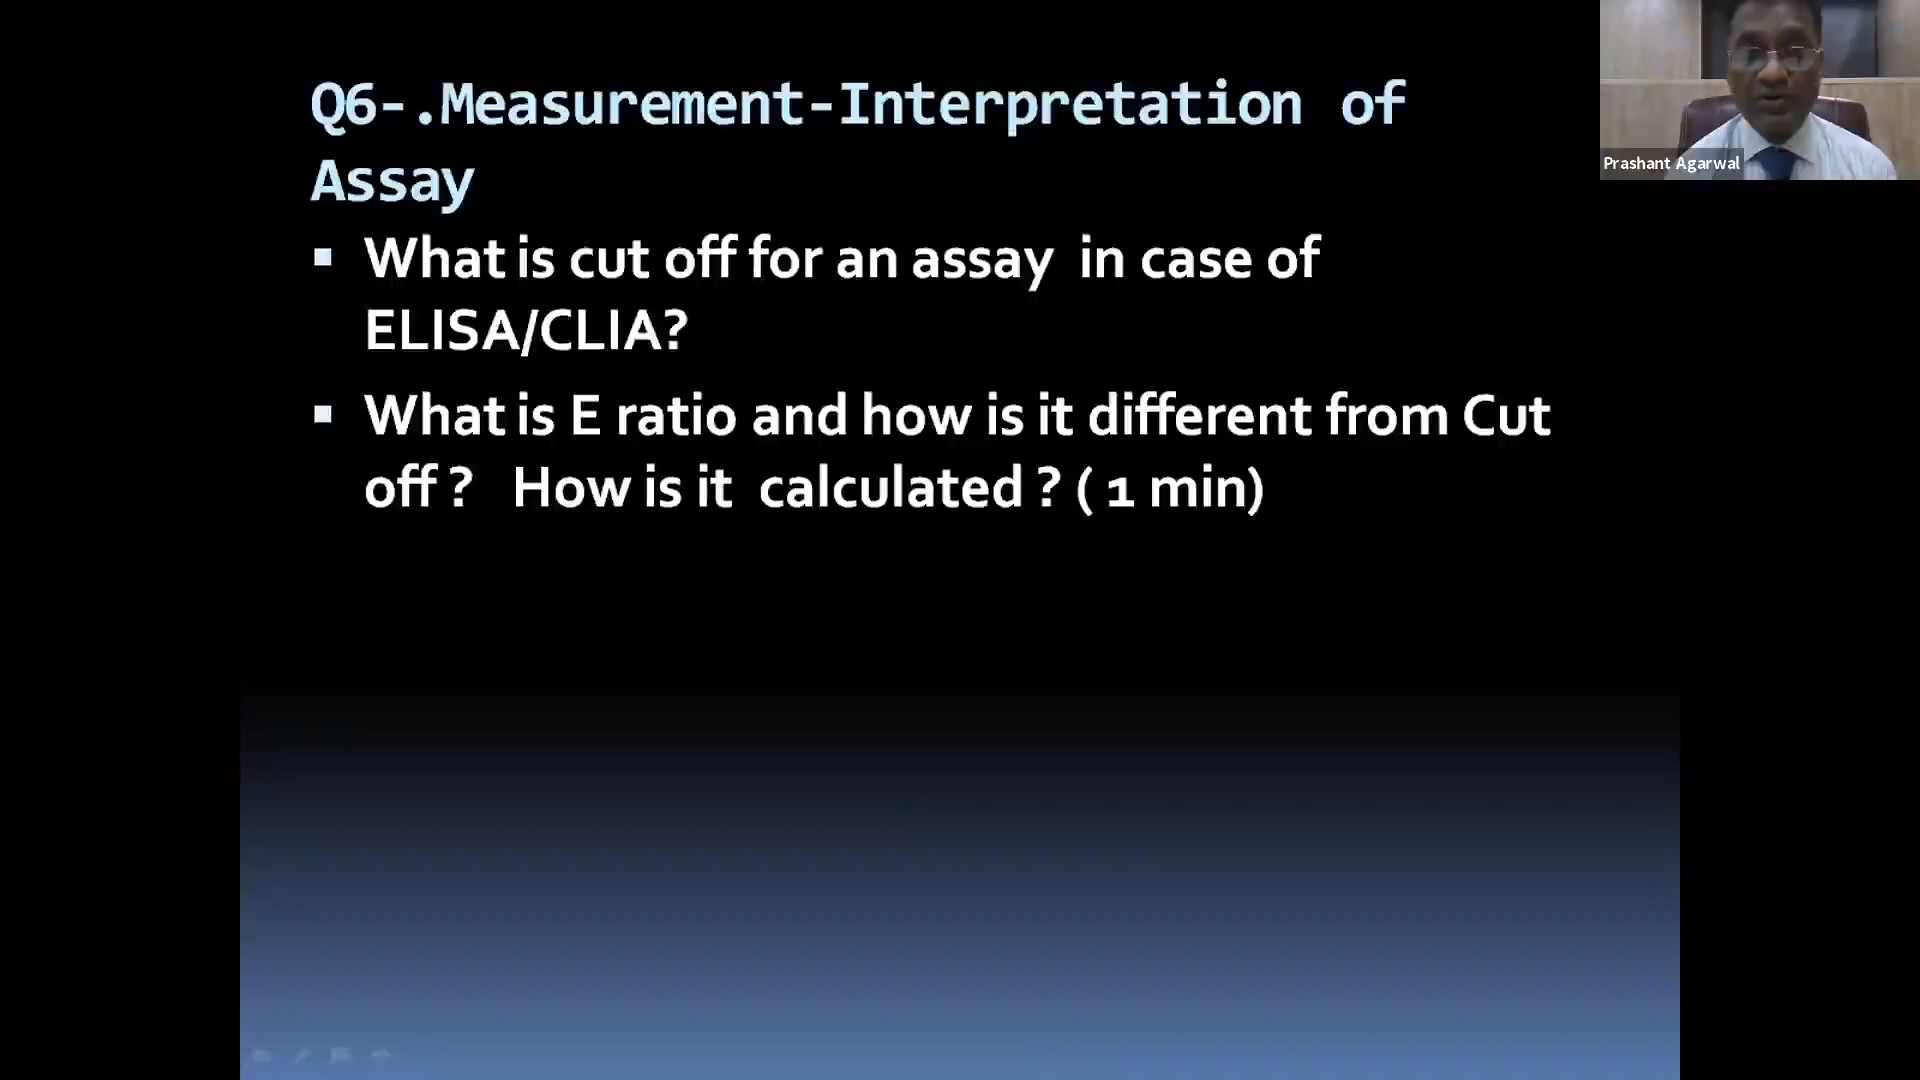 Q6-.Measurement-Interpretation of
Assay
What is cut off for an assay in case of
ELISA/CLIA?
What is E ratio and how is it different from Cut
off ? How is it calculated ? ( 1 min)
Prashant Agarwal